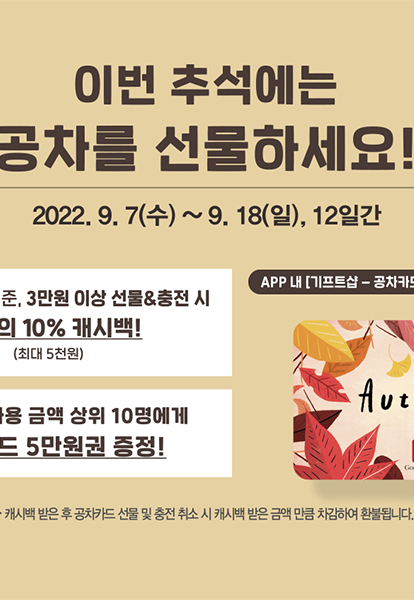 이번 추석에는
공차를 선물하세요!
2022. 9. 7(수) ~ 9. 18(일), 12일간
준, 3만원 이상 선물&충전 시
의 10% 캐시백!
(최대 5천원)
APP 내 [기프트샵 – 공차카드
Aut
사용 금액 상위 10명에게
드 5만원권 증정!
캐시백 받은 후 공차카드 선물 및 충전 취소 시 캐시백 받은 금액 만큼 차감하여 환불됩니다.